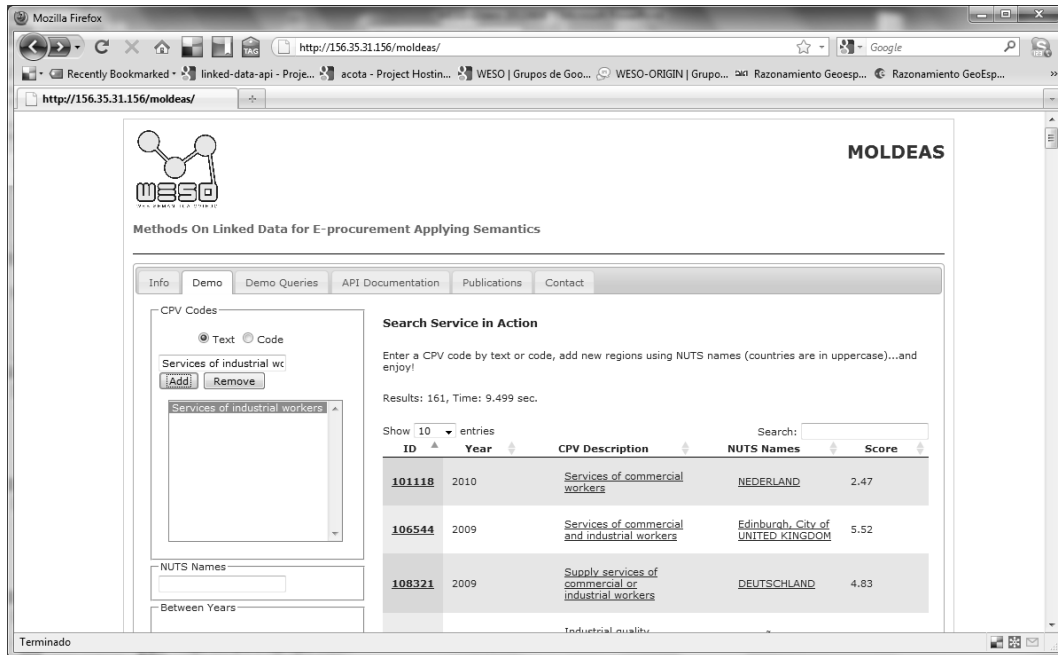 Mozilla Firefox
TAG
http://156.35.31.156/moldeas/
Google
Recently Bookmarked
linked-data-api - Proje...
acota - Project Hostin...
WESO | Grupos de Goo...
WESO-ORIGIN | Grupo...
Razonamiento Geoesp...
Razonamiento GeoEsp...
»
http://156.35.31.156/moldeas/
WESO
MOLDEAS
Methods On Linked Data for E-procurement Applying Semantics
Info Demo Demo Queries API Documentation Publications Contact
CPV Codes
Text Code
Services of industrial wo
Add Remove
Services of industrial workers
NUTS Names
Between Years
Search Service in Action
Enter a CPV code by text or code, add new regions using NUTS names (countries are in uppercase)...and
enjoy!
Results: 161, Time: 9.499 sec.
Show 10 entries
Search:
ID Year CPV Description NUTS Names Score
101118 2010 Services of commercial workers NEDERLAND 2.47
106544 2009 Services of commercial and industrial workers Edinburgh, City of UNITED KINGDOM 5.52
108321 2009 Supply services of commercial or industrial workers DEUTSCHLAND 4.83
Industrial quality
Terminado